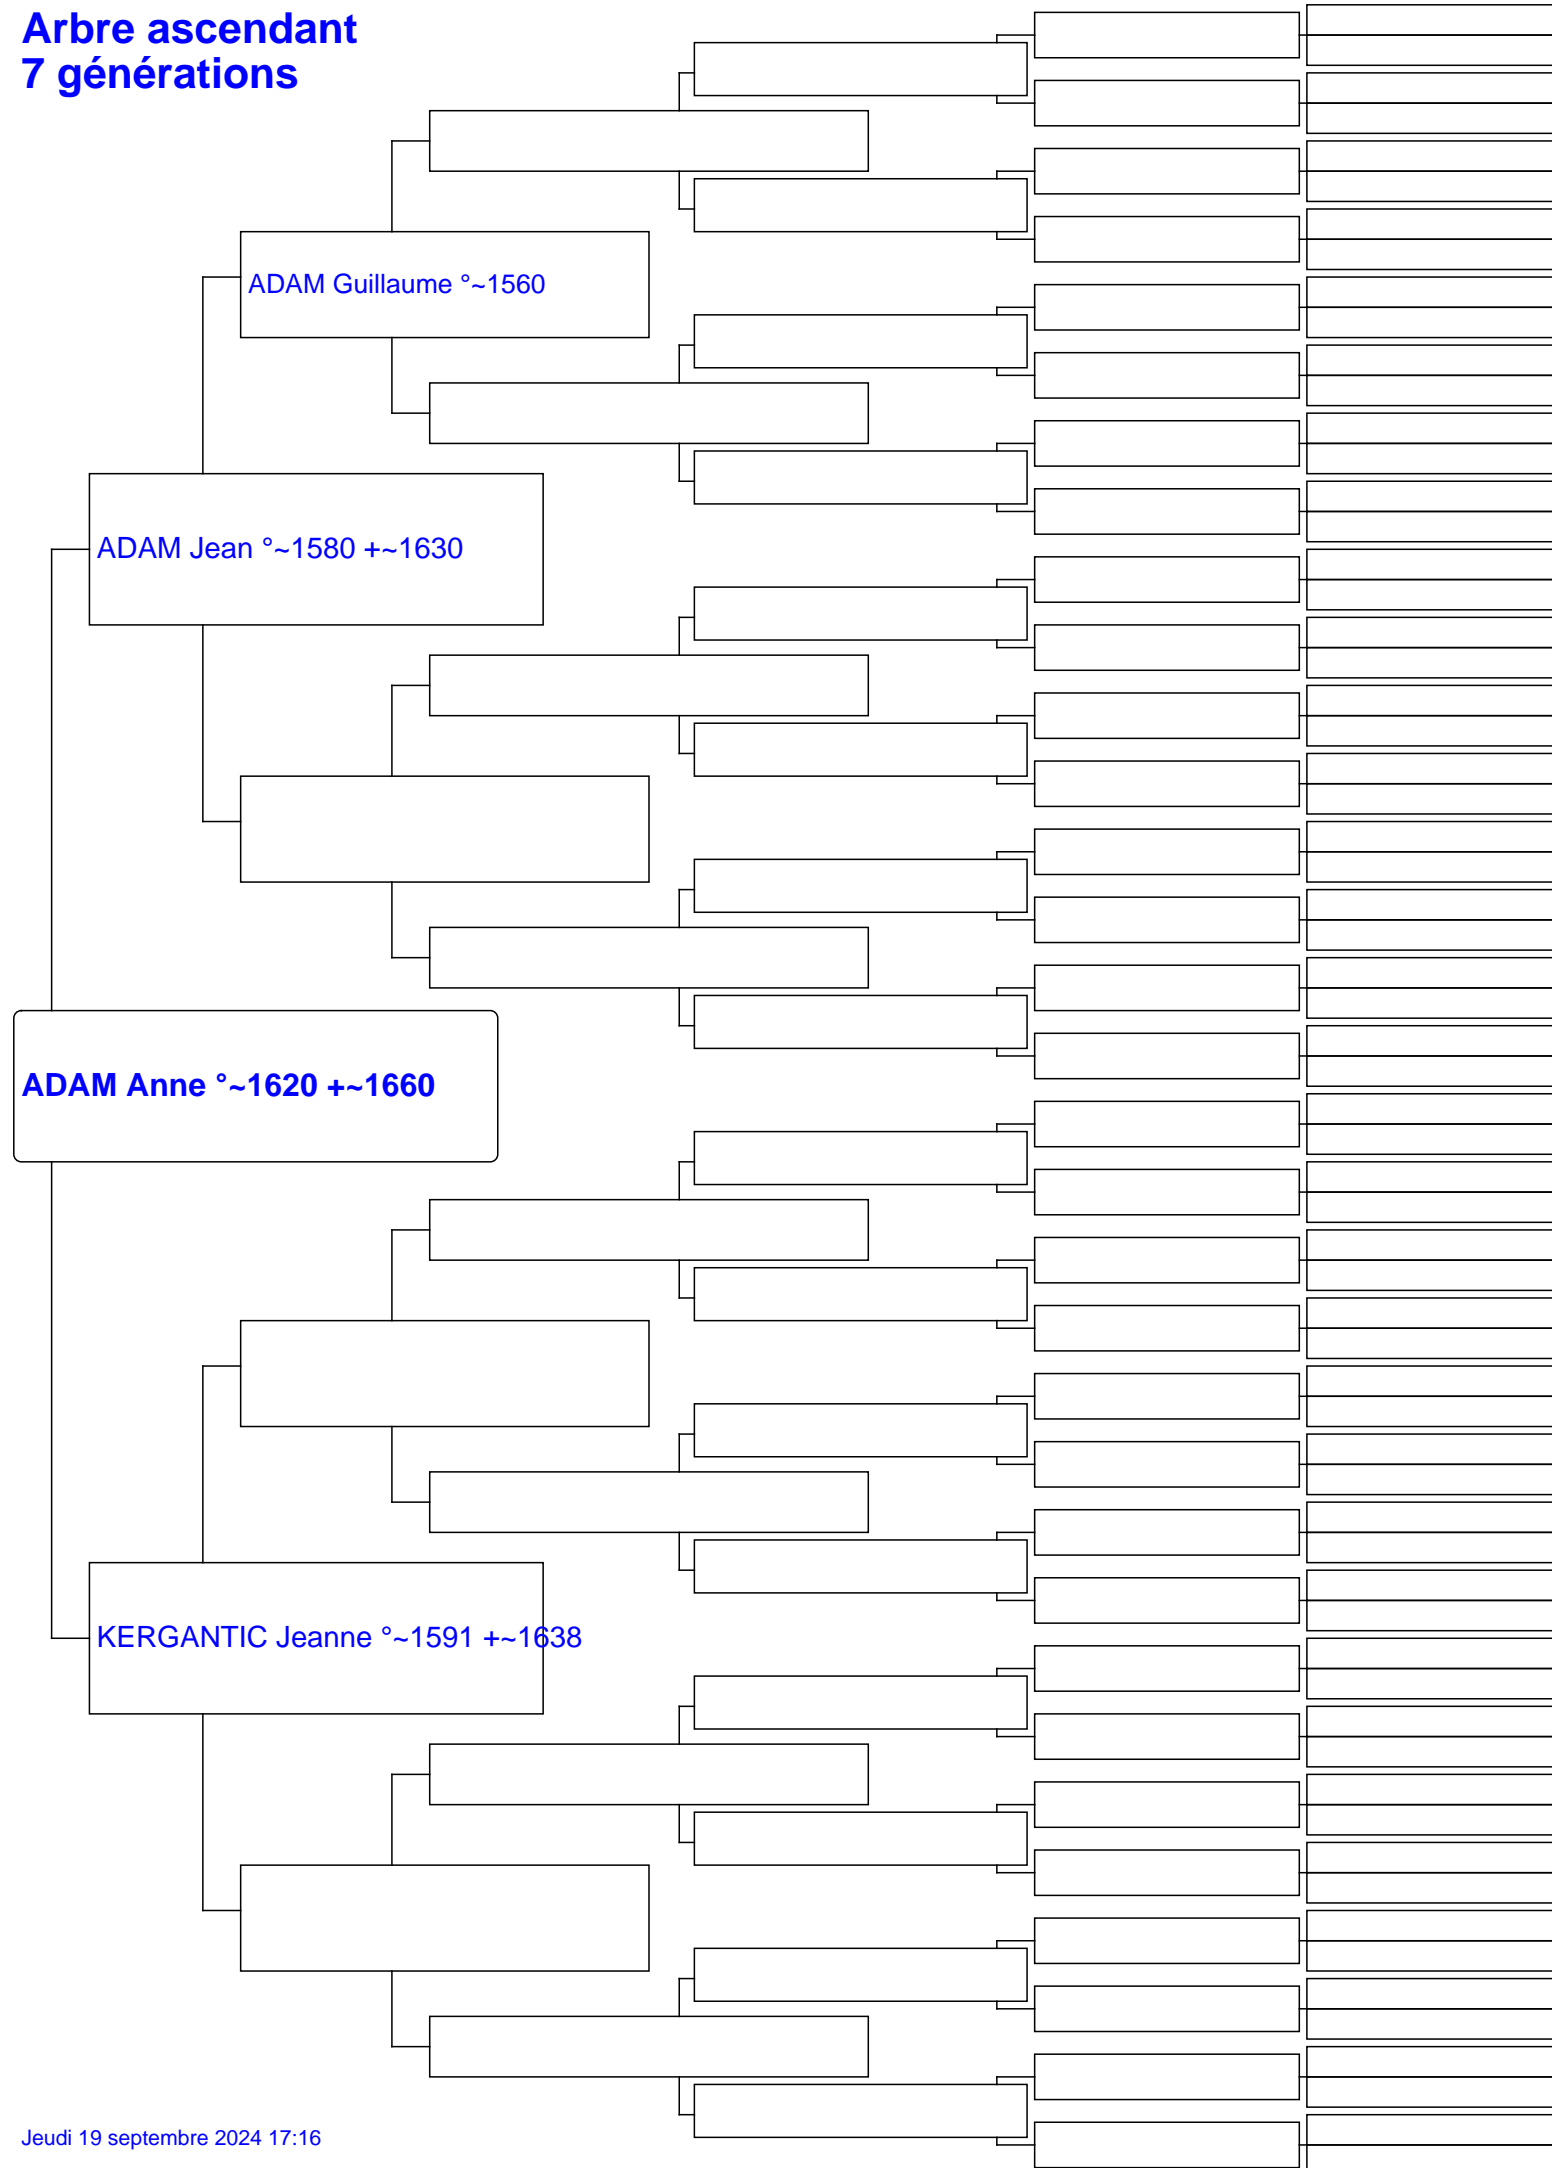 Arbre ascendant
7 générations
ADAM Guillaume °~1560
ADAM Jean °~1580 +~1630
ADAM Anne °~1620 +~1660
KERGANTIC Jeanne °~1591 +~1638
Jeudi 19 septembre 2024 17:16